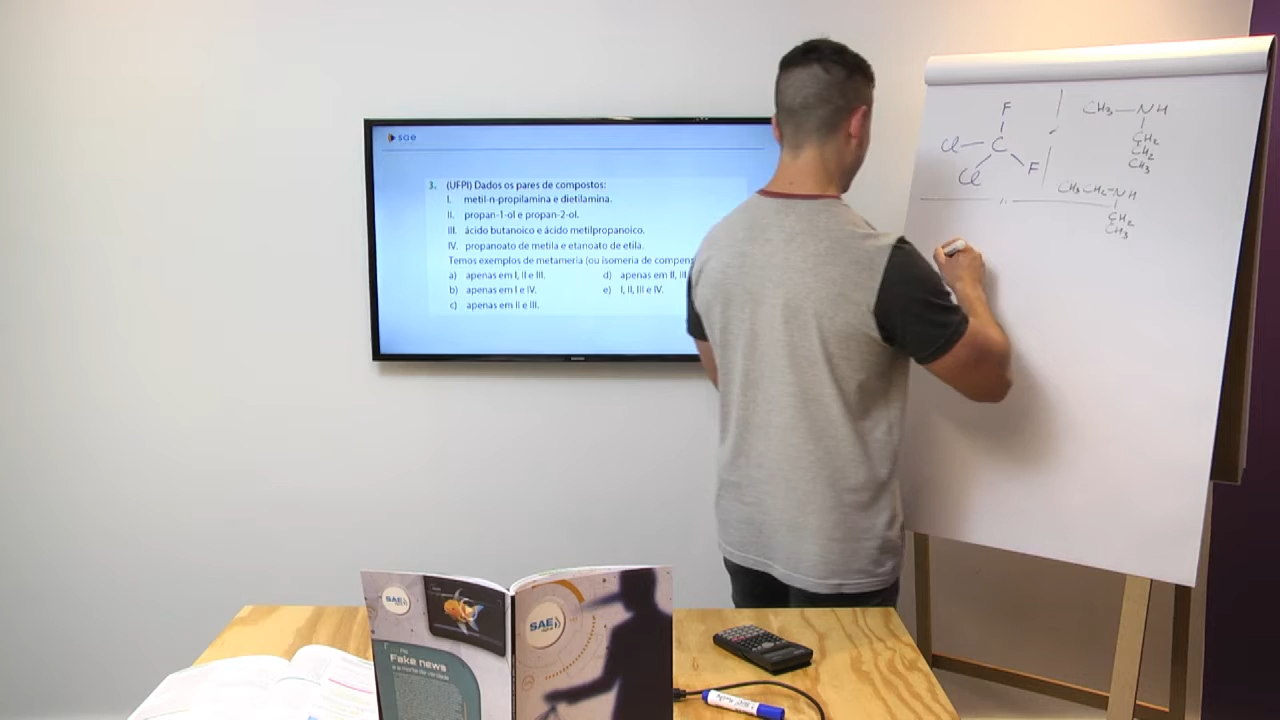 sae
3. (UFPI) Dados os pares de compostos:
I. metil-n-propilamina e dietilamina.
II. propan-1-ol e propan-2-ol.
III. ácido butanoico e ácido metilpropanoico.
IV. propanoato de metila e etanoato de etila.
Temos exemplos de metameria (ou isomeria de compens
a) apenas em I, II e III.
d) apenas em II, III
b) apenas em I e IV.
e) I, II, III e IV.
c) apenas em II e III.
F
Cl C
Cl F
CH3 NH
CH2
CH2
CH3
CH3 CH2-NH
CH2
CH3
SAE
Fake news
e a morte da verdade
SAE